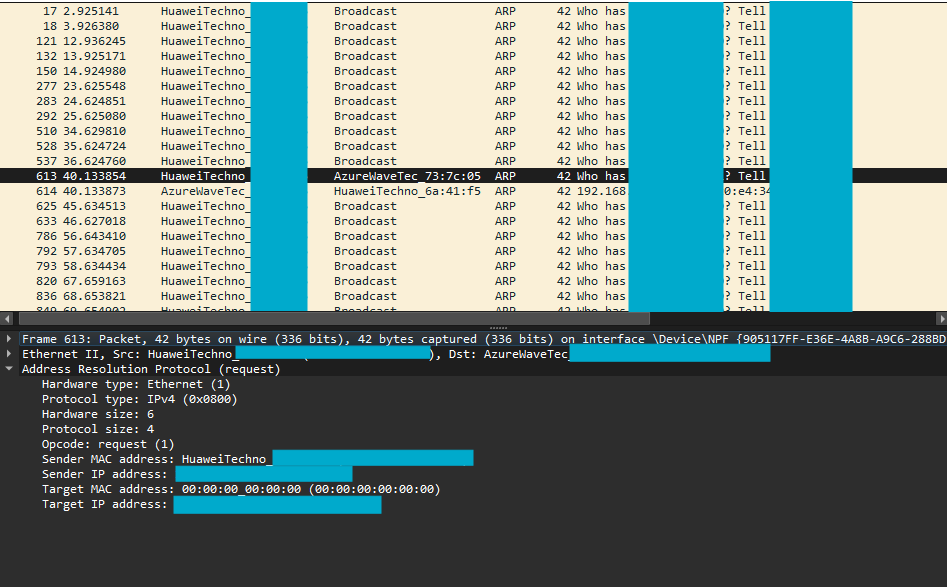 17 2.925141 HuaweiTechno_ Broadcast ARP 42 Who has ? Tell
18 3.926380 HuaweiTechno_ Broadcast ARP 42 Who has ? Tell
121 12.936245 HuaweiTechno_ Broadcast ARP 42 Who has ? Tell
132 13.925171 HuaweiTechno_ Broadcast ARP 42 Who has ? Tell
150 14.924980 HuaweiTechno_ Broadcast ARP 42 Who has ? Tell
277 23.625548 HuaweiTechno_ Broadcast ARP 42 Who has ? Tell
283 24.624851 HuaweiTechno_ Broadcast ARP 42 Who has ? Tell
292 25.625080 HuaweiTechno_ Broadcast ARP 42 Who has ? Tell
510 34.629810 HuaweiTechno_ Broadcast ARP 42 Who has ? Tell
528 35.624724 HuaweiTechno_ Broadcast ARP 42 Who has ? Tell
537 36.624760 HuaweiTechno_ Broadcast ARP 42 Who has ? Tell
613 40.133854 HuaweiTechno_ AzureWaveTec_73:7c:05 ARP 42 Who has ? Tell
614 40.133873 AzureWaveTec_ HuaweiTechno_6a:41:f5 ARP 42 192.168 0:e4:34
625 45.634513 HuaweiTechno_ Broadcast ARP 42 Who has ? Tell
633 46.627018 HuaweiTechno_ Broadcast ARP 42 Who has ? Tell
786 56.643410 HuaweiTechno_ Broadcast ARP 42 Who has ? Tell
792 57.634705 HuaweiTechno_ Broadcast ARP 42 Who has ? Tell
793 58.634434 HuaweiTechno_ Broadcast ARP 42 Who has ? Tell
820 67.659163 HuaweiTechno_ Broadcast ARP 42 Who has ? Tell
836 68.653821 HuaweiTechno_ Broadcast ARP 42 Who has ? Tell
Frame 613: Packet, 42 bytes on wire (336 bits), 42 bytes captured (336 bits) on interface \Device\NPF_{905117FF-E36E-4A8B-A9C6-288BD
Ethernet II, Src: HuaweiTechno_ ), Dst: AzureWaveTec_
Address Resolution Protocol (request)
Hardware type: Ethernet (1)
Protocol type: IPv4 (0x0800)
Hardware size: 6
Protocol size: 4
Opcode: request (1)
Sender MAC address: HuaweiTechno_
Sender IP address:
Target MAC address: 00:00:00_00:00:00 (00:00:00:00:00:00)
Target IP address: